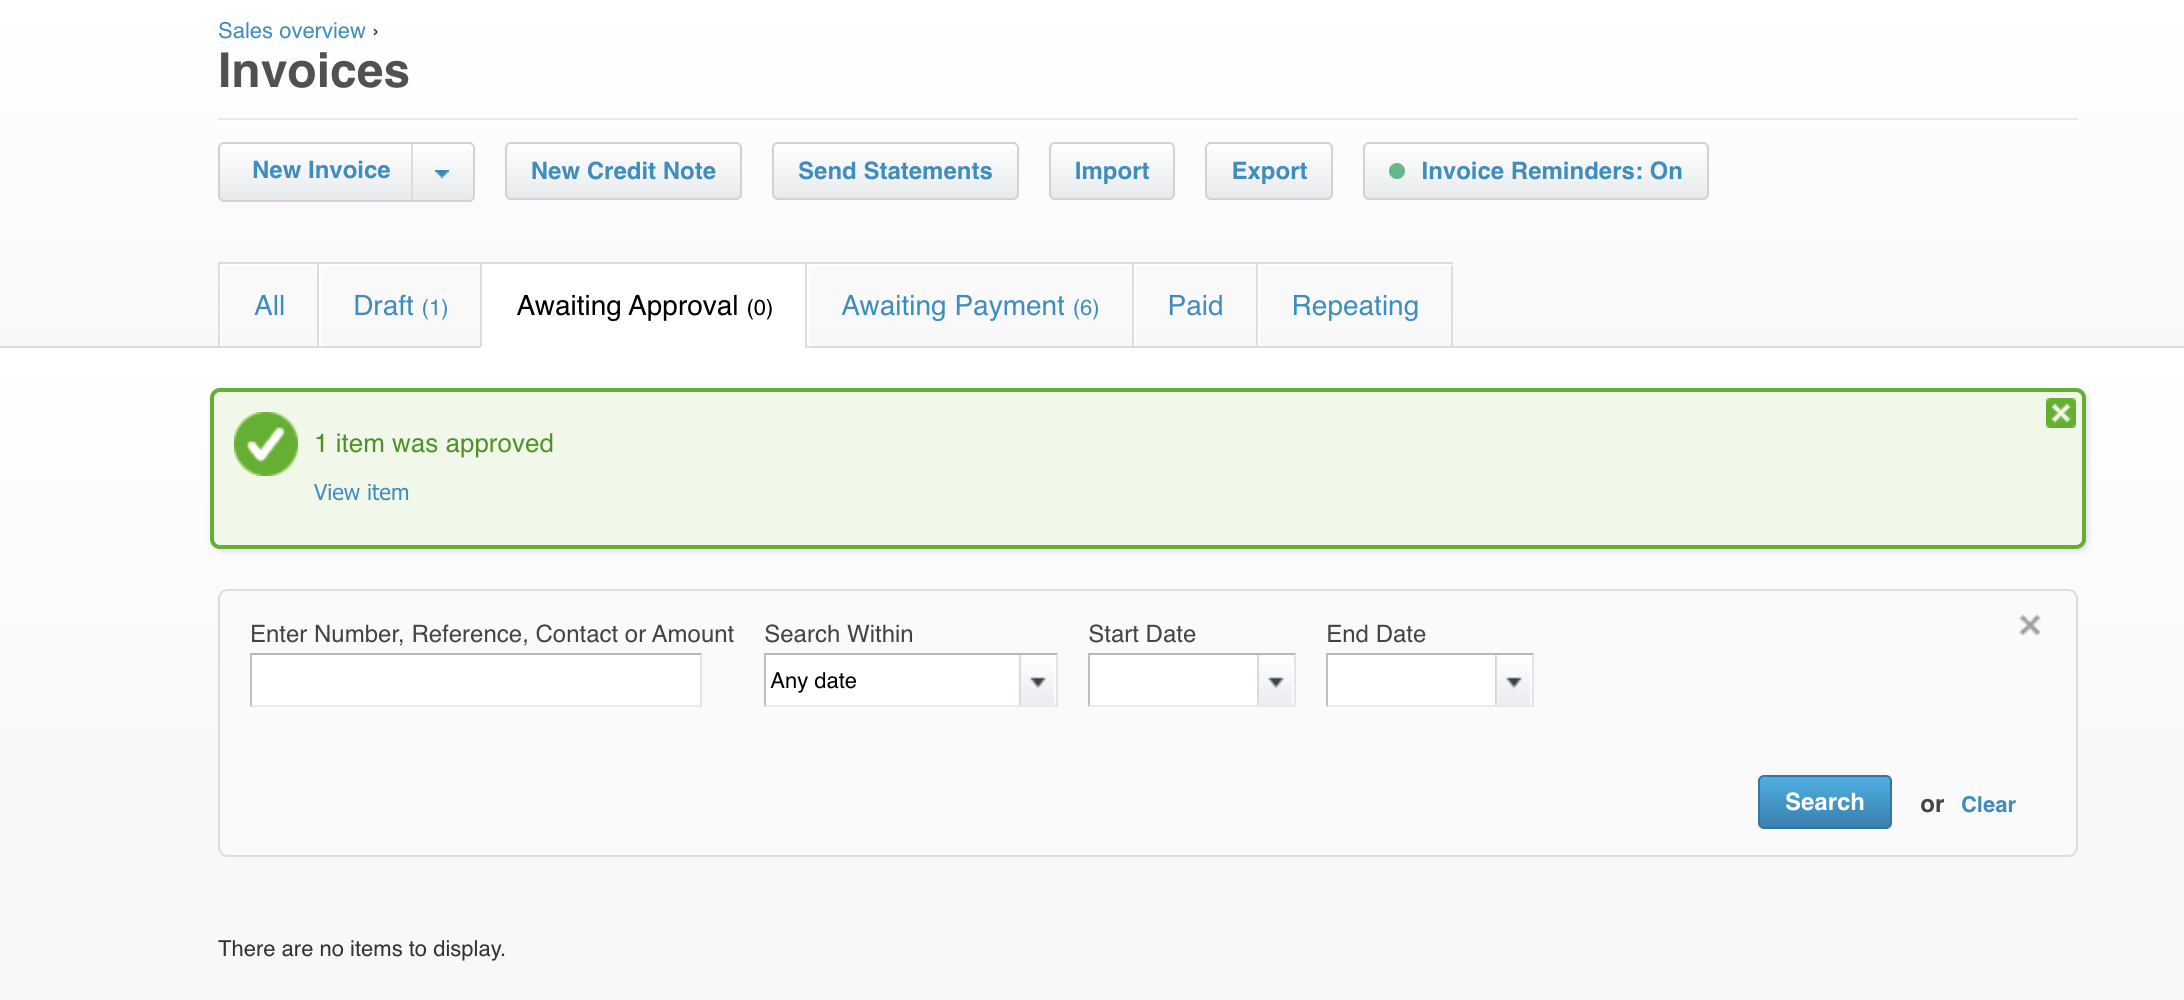 Sales overview ›
Invoices
New Invoice New Credit Note Send Statements Import Export Invoice Reminders: On
All Draft (1) Awaiting Approval (0) Awaiting Payment (6) Paid Repeating
1 item was approved
View item
Enter Number, Reference, Contact or Amount Search Within Start Date End Date
Any date
Search or Clear
There are no items to display.